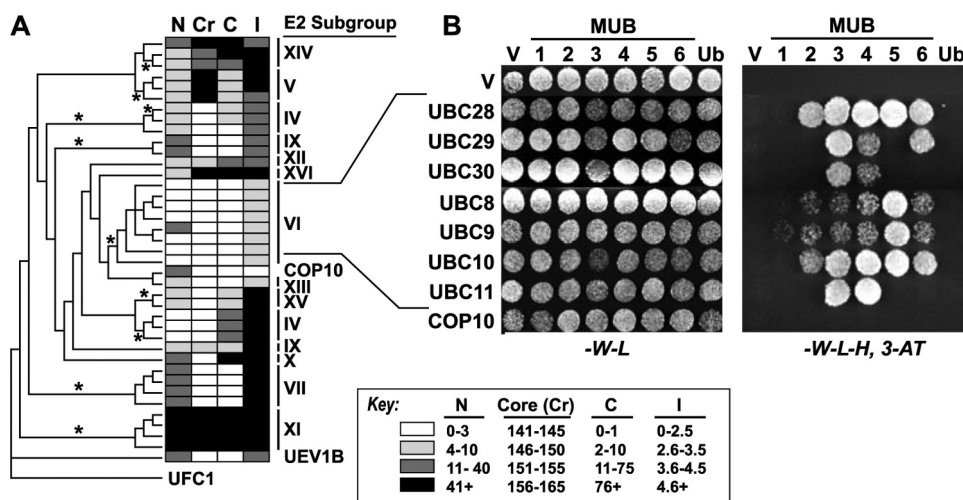 A
N Cr C I E2 Subgroup
XIV
V
IV
IX
XII
XVI
VI
COP10
XIII
XV
IV
IX
X
VII
XI
UEV1B
UFC1
* * * * * * * * * *
B
MUB MUB
V 1 2 3 4 5 6 Ub V 1 2 3 4 5 6 Ub
V
UBC28
UBC29
UBC30
UBC8
UBC9
UBC10
UBC11
COP10
-W-L -W-L-H, 3-AT
Key: N Core (Cr) C I
0-3 141-145 0-1 0-2.5
4-10 146-150 2-10 2.6-3.5
11- 40 151-155 11-75 3.6-4.5
41+ 156-165 76+ 4.6+